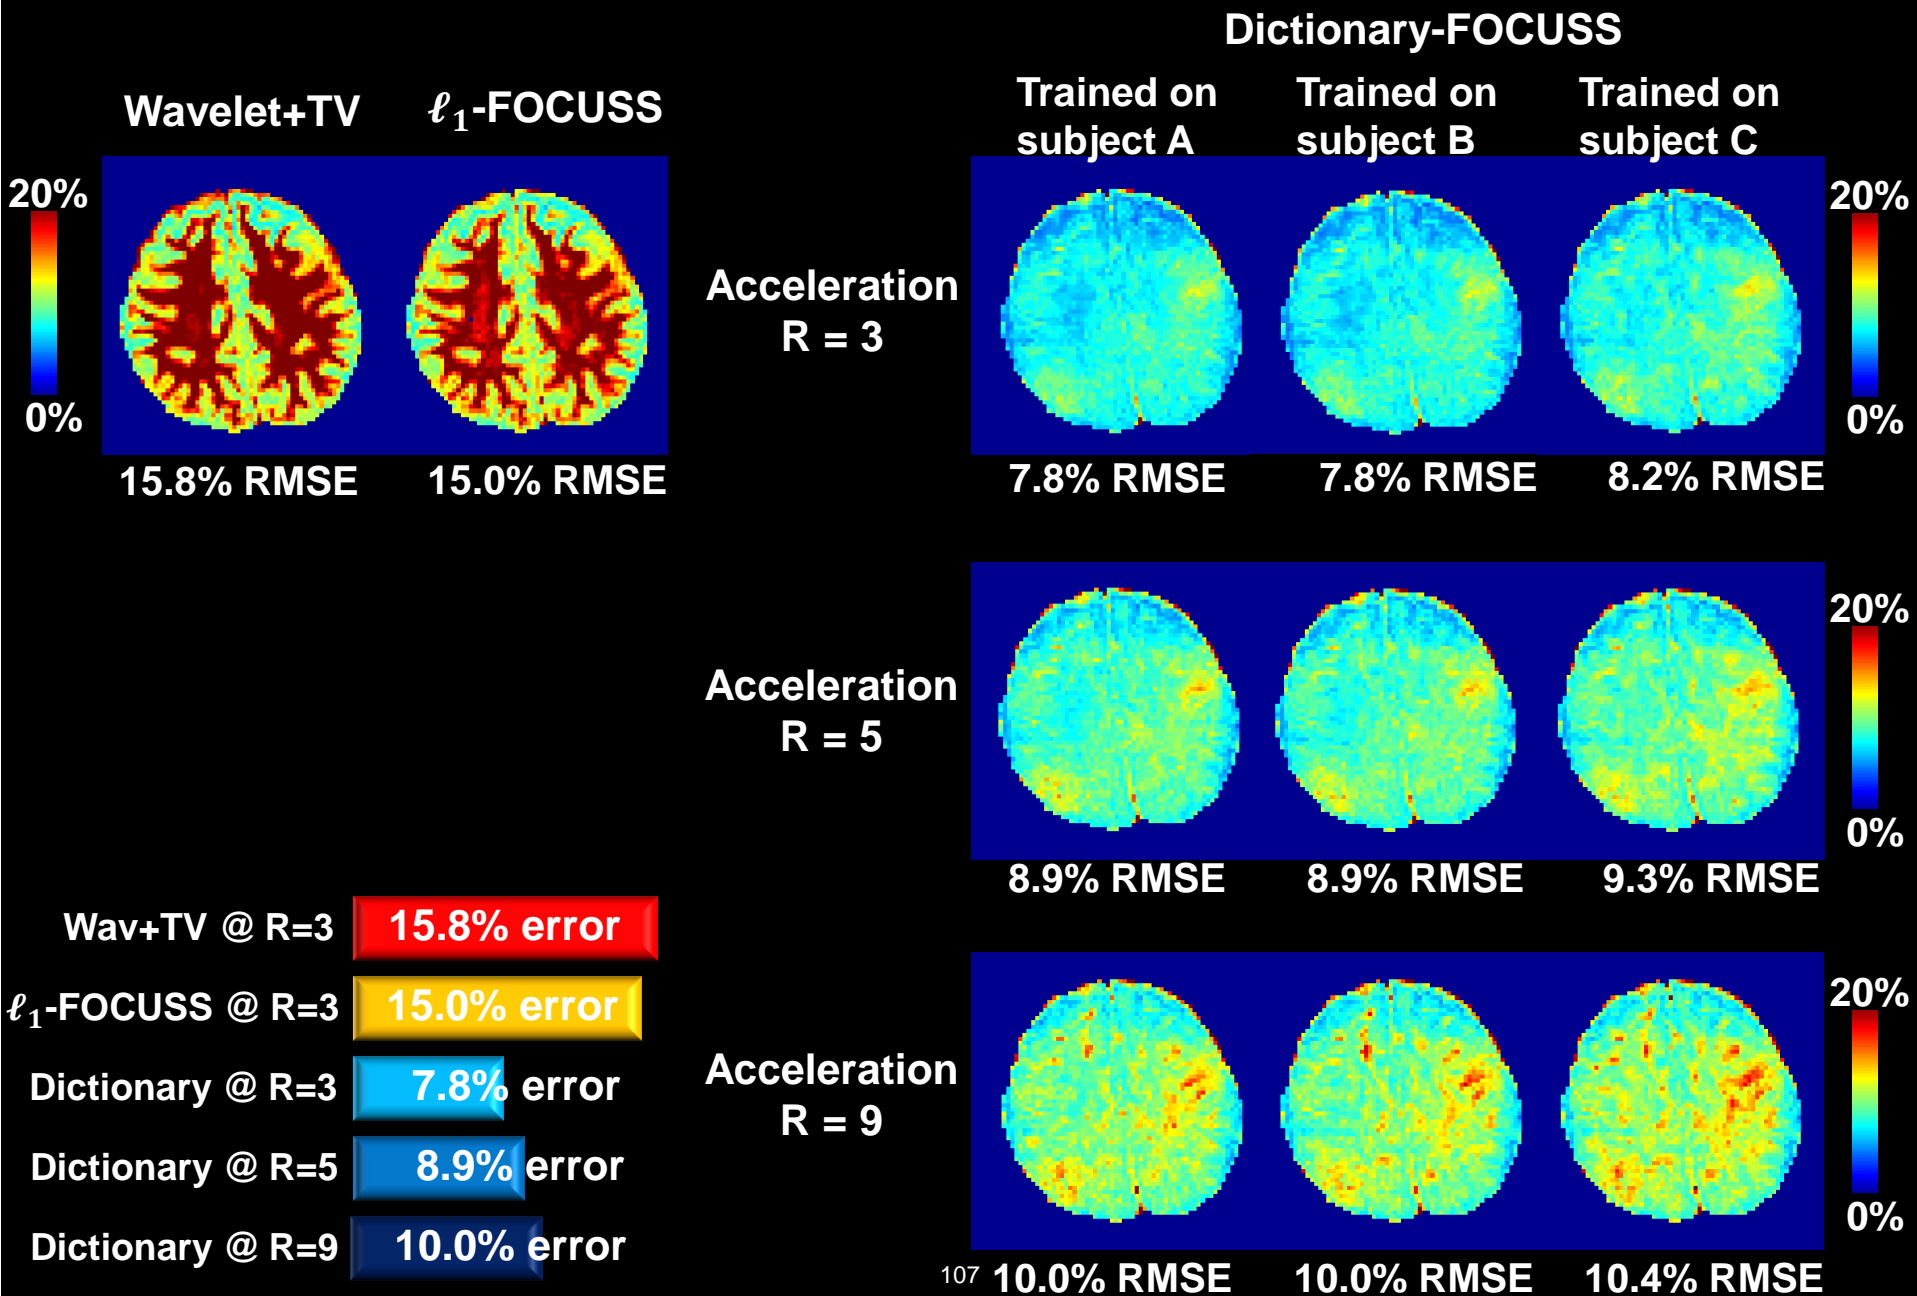 Dictionary-FOCUSS
Wavelet+TV
ℓ₁-FOCUSS
Trained on
subject A
Trained on
subject B
Trained on
subject C
20%
0%
15.8% RMSE
15.0% RMSE
Acceleration
R = 3
20%
0%
7.8% RMSE
7.8% RMSE
8.2% RMSE
Acceleration
R = 5
20%
0%
8.9% RMSE
8.9% RMSE
9.3% RMSE
Wav+TV @ R=3
15.8% error
ℓ₁-FOCUSS @ R=3
15.0% error
Dictionary @ R=3
7.8% error
Dictionary @ R=5
8.9% error
Dictionary @ R=9
10.0% error
Acceleration
R = 9
20%
0%
107
10.0% RMSE
10.0% RMSE
10.4% RMSE